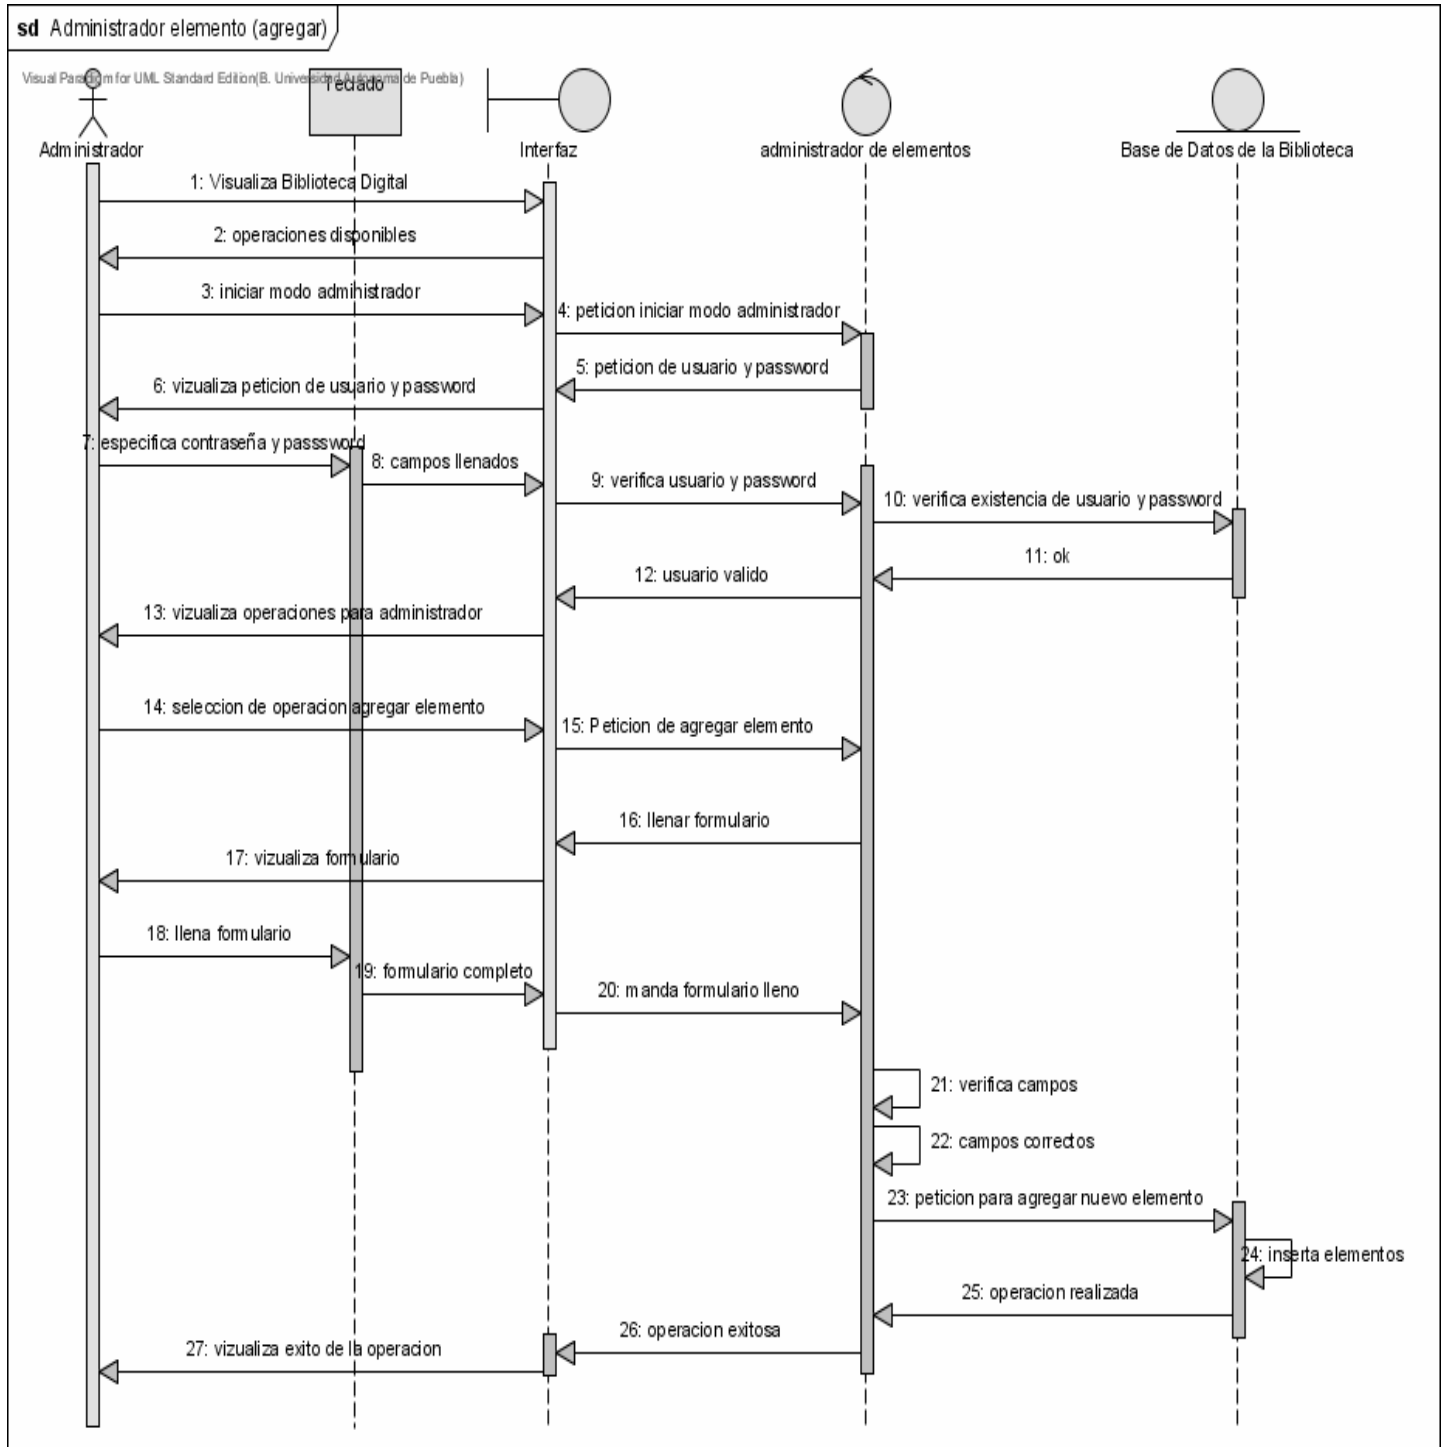 sd Administrador elemento (agregar)
Visual Paradigm for UML Standard Edition(B. Universidad Autonoma de Puebla)
Teclado
Administrador
Interfaz
administrador de elementos
Base de Datos de la Biblioteca
1: Visualiza Biblioteca Digital
2: operaciones disponibles
3: iniciar modo administrador
4: peticion iniciar modo administrador
5: peticion de usuario y password
6: vizualiza peticion de usuario y password
7: especifica contraseña y passsword
8: campos llenados
9: verifica usuario y password
10: verifica existencia de usuario y password
11: ok
12: usuario valido
13: vizualiza operaciones para administrador
14: seleccion de operacion agregar elemento
15: Peticion de agregar elemento
16: llenar formulario
17: vizualiza formulario
18: llena formulario
19: formulario completo
20: manda formulario lleno
21: verifica campos
22: campos correctos
23: peticion para agregar nuevo elemento
24: inserta elementos
25: operacion realizada
26: operacion exitosa
27: vizualiza exito de la operacion